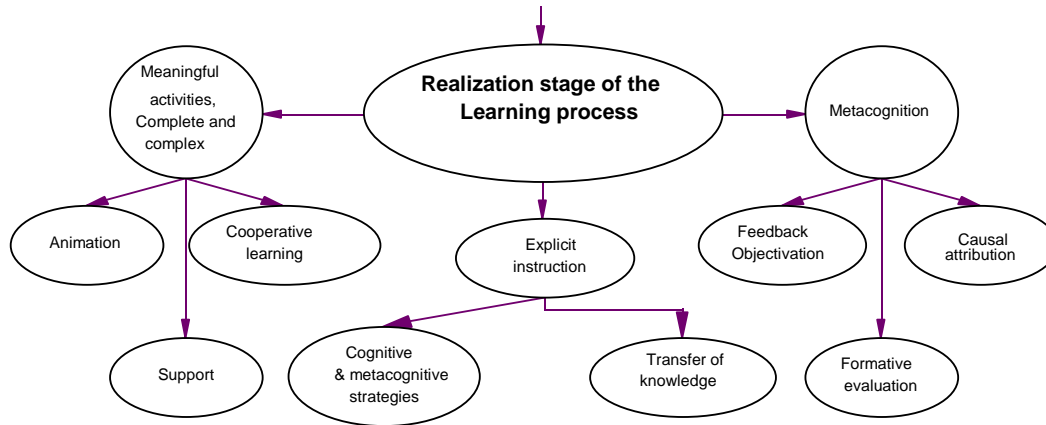 Realization stage of the
Learning process
Meaningful
activities,
Complete and
complex
Metacognition
Animation
Cooperative
learning
Explicit
instruction
Feedback
Objectivation
Causal
attribution
Support
Cognitive
& metacognitive
strategies
Transfer of
knowledge
Formative
evaluation